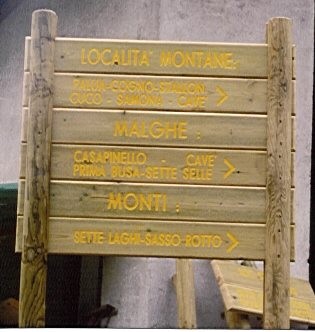 LOCALITA' MONTANE:
PALUA-COGNO-STALLONI
CUCO - SIMONA - CAVE'
MALGHE :
CASAPINELLO - CAVE'
PRIMA BUSA-SETTE SELLE
MONTI :
SETTE LAGHI-SASSO ROTTO